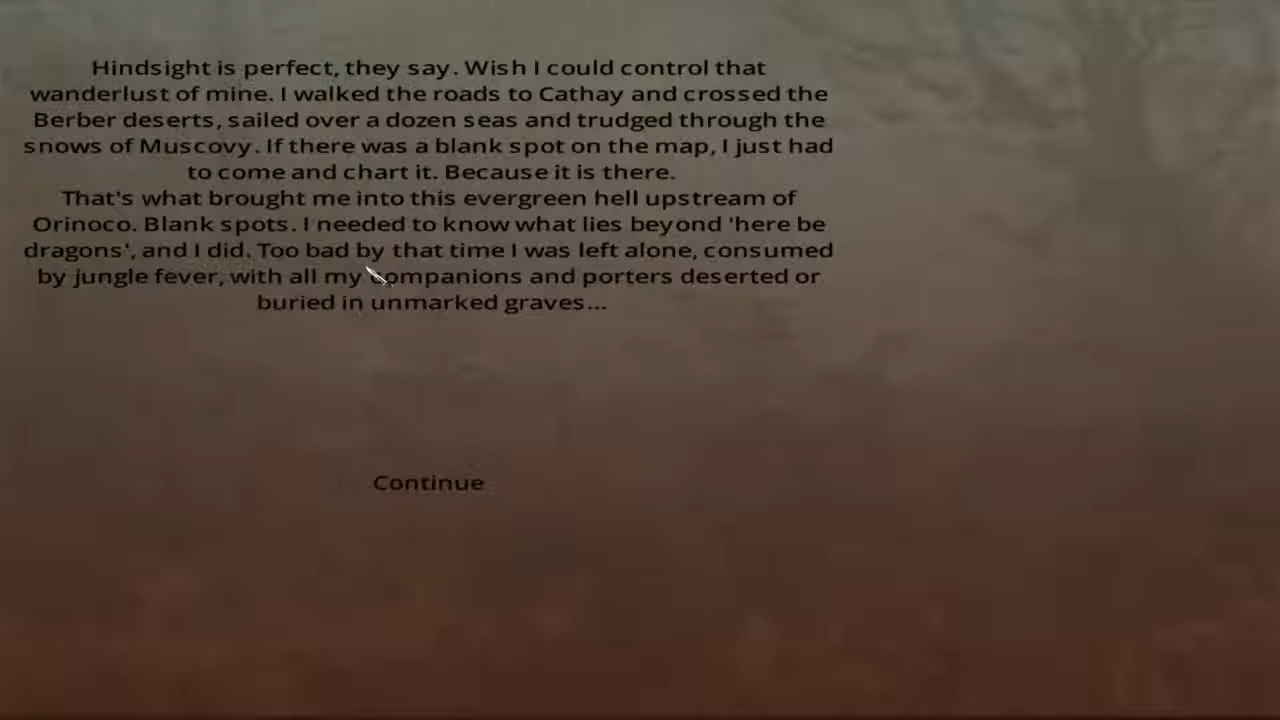 Hindsight is perfect, they say. Wish I could control that
wanderlust of mine. I walked the roads to Cathay and crossed the
Berber deserts, sailed over a dozen seas and trudged through the
snows of Muscovy. If there was a blank spot on the map, I just had
to come and chart it. Because it is there.
That's what brought me into this evergreen hell upstream of
Orinoco. Blank spots. I needed to know what lies beyond 'here be
dragons', and I did. Too bad by that time I was left alone, consumed
by jungle fever, with all my companions and porters deserted or
buried in unmarked graves...
Continue